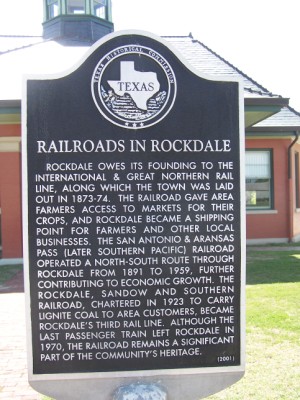 TEXAS HISTORICAL COMMISSION
TEXAS
RAILROADS IN ROCKDALE
ROCKDALE OWES ITS FOUNDING TO THE
INTERNATIONAL & GREAT NORTHERN RAIL
LINE, ALONG WHICH THE TOWN WAS LAID
OUT IN 1873-74. THE RAILROAD GAVE AREA
FARMERS ACCESS TO MARKETS FOR THEIR
CROPS, AND ROCKDALE BECAME A SHIPPING
POINT FOR FARMERS AND OTHER LOCAL
BUSINESSES. THE SAN ANTONIO & ARANSAS
PASS (LATER SOUTHERN PACIFIC) RAILROAD
OPERATED A NORTH-SOUTH ROUTE THROUGH
ROCKDALE FROM 1891 TO 1959, FURTHER
CONTRIBUTING TO ECONOMIC GROWTH. THE
ROCKDALE, SANDOW AND SOUTHERN
RAILROAD, CHARTERED IN 1923 TO CARRY
LIGNITE COAL TO AREA CUSTOMERS, BECAME
ROCKDALE'S THIRD RAIL LINE. ALTHOUGH THE
LAST PASSENGER TRAIN LEFT ROCKDALE IN
1970, THE RAILROAD REMAINS A SIGNIFICANT
PART OF THE COMMUNITY'S HERITAGE.
(2001)